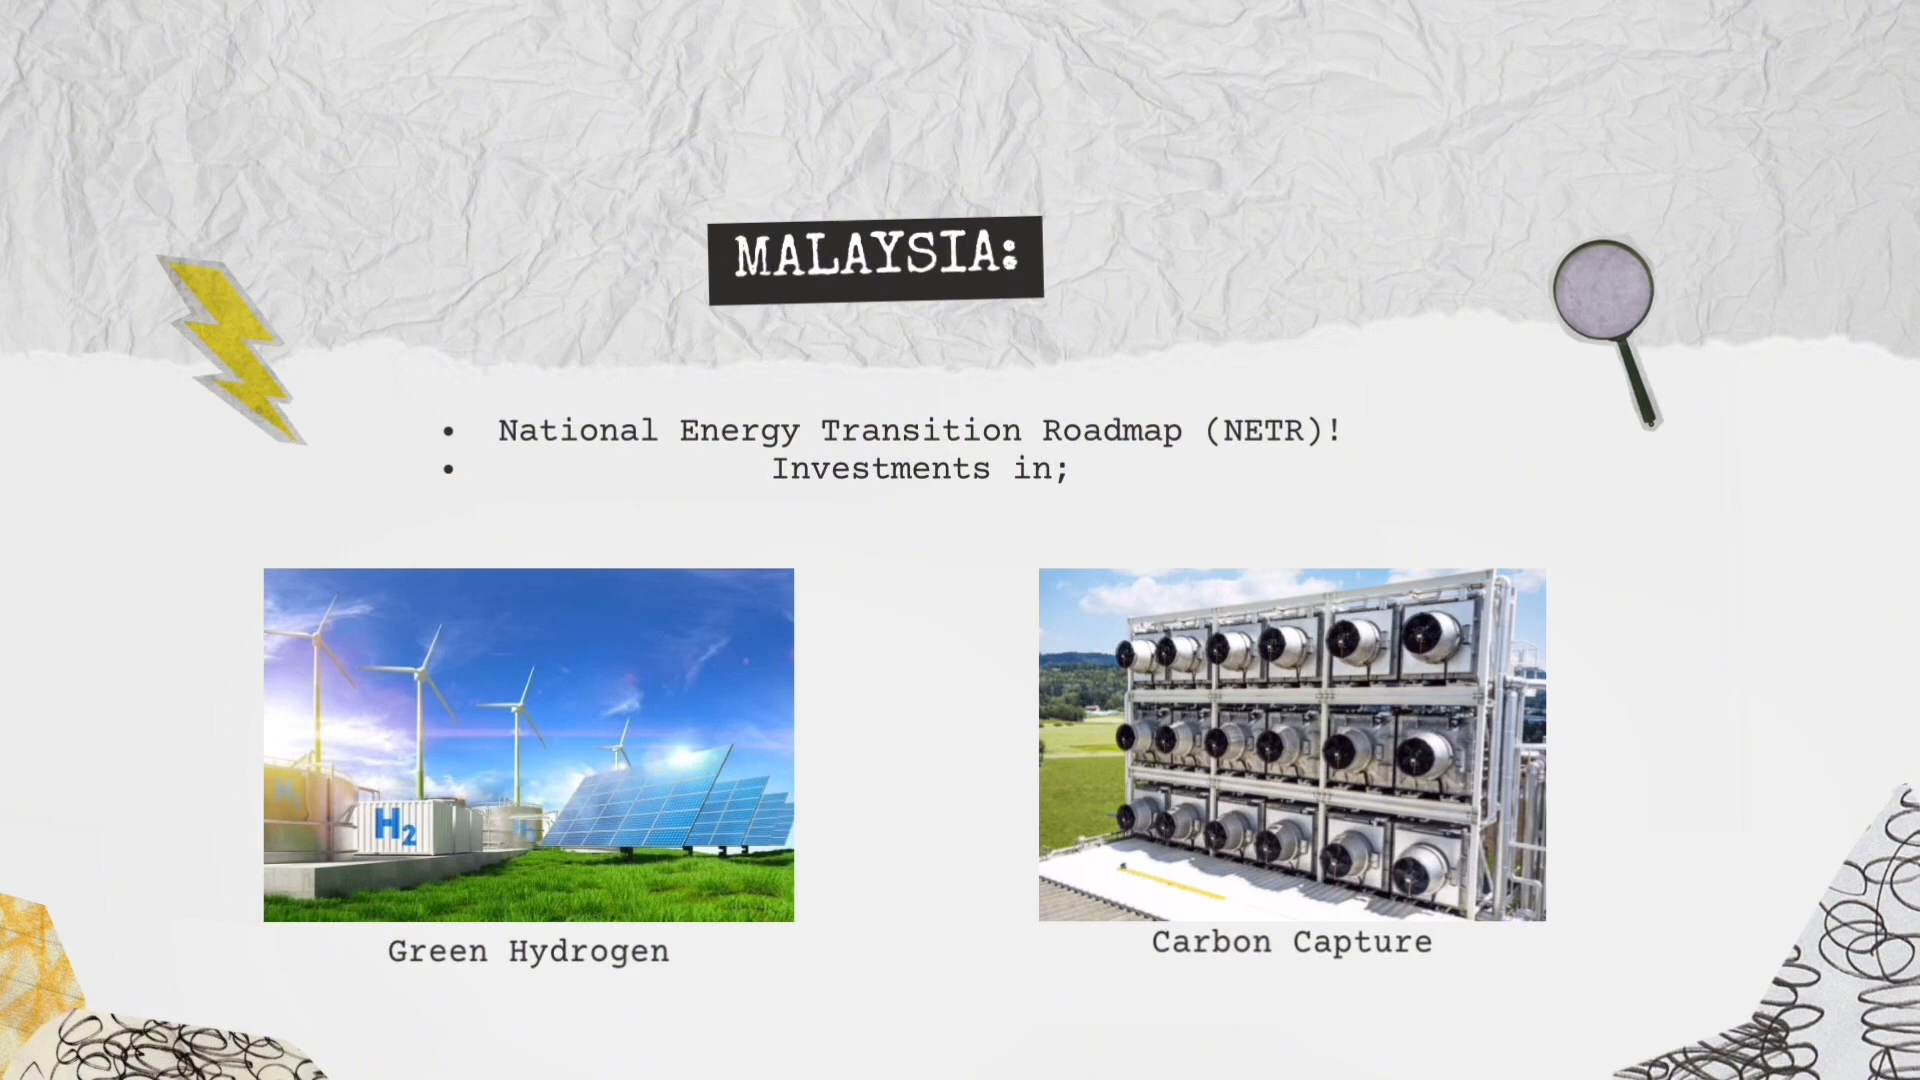 MALAYSIA:
• National Energy Transition Roadmap (NETR)!
• Investments in;
H2
Green Hydrogen
Carbon Capture